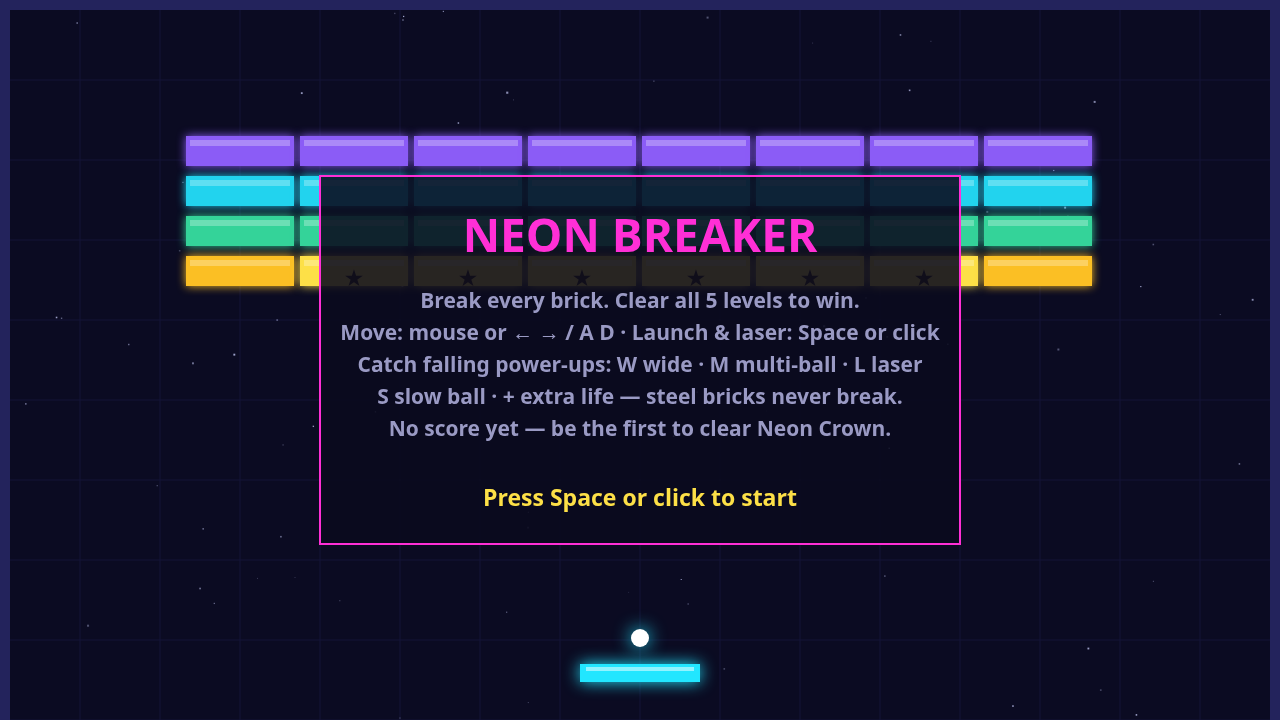 NEON BREAKER
★ ★ ★ ★ ★ ★
Break every brick. Clear all 5 levels to win.
Move: mouse or ← → / A D · Launch & laser: Space or click
Catch falling power-ups: W wide · M multi-ball · L laser
S slow ball · + extra life — steel bricks never break.
No score yet — be the first to clear Neon Crown.
Press Space or click to start